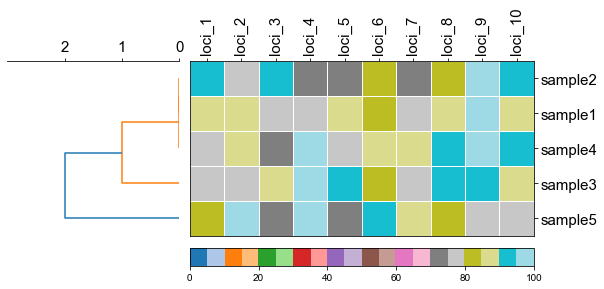 loci_1 loci_2 loci_3 loci_4 loci_5 loci_6 loci_7 loci_8 loci_9 loci_10
2 1 0
sample2
sample1
sample4
sample3
sample5
0 20 40 60 80 100